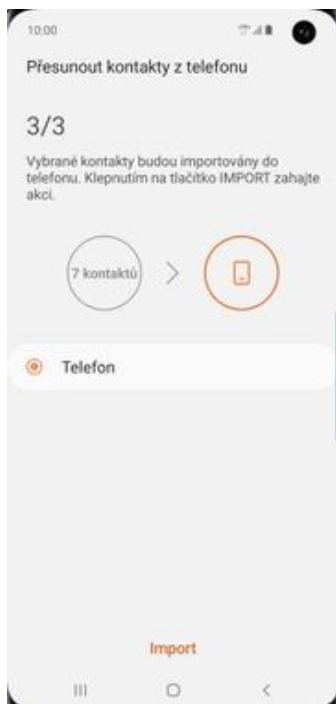 10:00
Přesunout kontakty z telefonu
3/3
Vybrané kontakty budou importovány do
telefonu. Klepnutím na tlačítko IMPORT zahajte
akci.
7 kontaktů
Telefon
Import